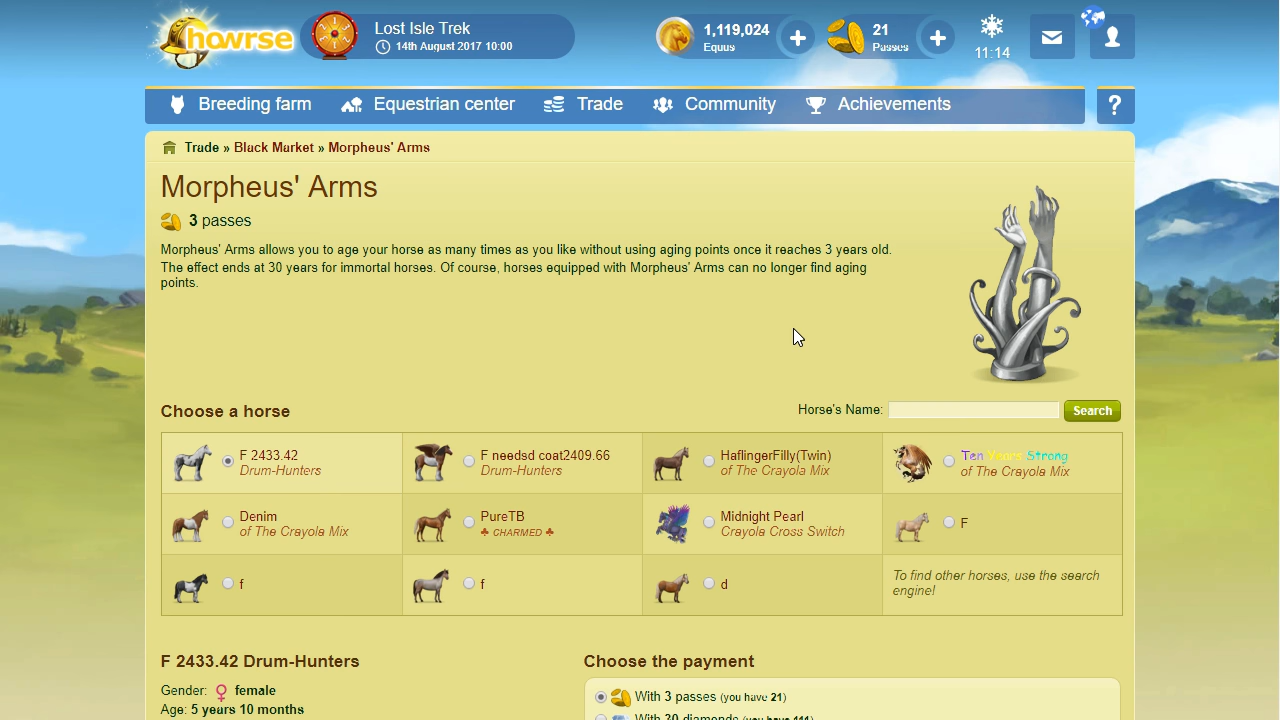 howrse
Lost Isle Trek
14th August 2017 10:00
1,119,024
Equus
21
Passes
11:14
Breeding farm
Equestrian center
Trade
Community
Achievements
?
Trade » Black Market » Morpheus' Arms
Morpheus' Arms
3 passes
Morpheus' Arms allows you to age your horse as many times as you like without using aging points once it reaches 3 years old.
The effect ends at 30 years for immortal horses. Of course, horses equipped with Morpheus' Arms can no longer find aging
points.
Choose a horse
Horse's Name:
Search
F 2433.42
Drum-Hunters
F needsd coat2409.66
Drum-Hunters
HaflingerFilly(Twin)
of The Crayola Mix
Ten Years Strong
of The Crayola Mix
Denim
of The Crayola Mix
PureTB
♣ CHARMED ♣
Midnight Pearl
Crayola Cross Switch
F
f
f
d
To find other horses, use the search
engine!
F 2433.42 Drum-Hunters
Gender: ♀ female
Age: 5 years 10 months
Choose the payment
With 3 passes (you have 21)
With 30 diamonds (you have 111)